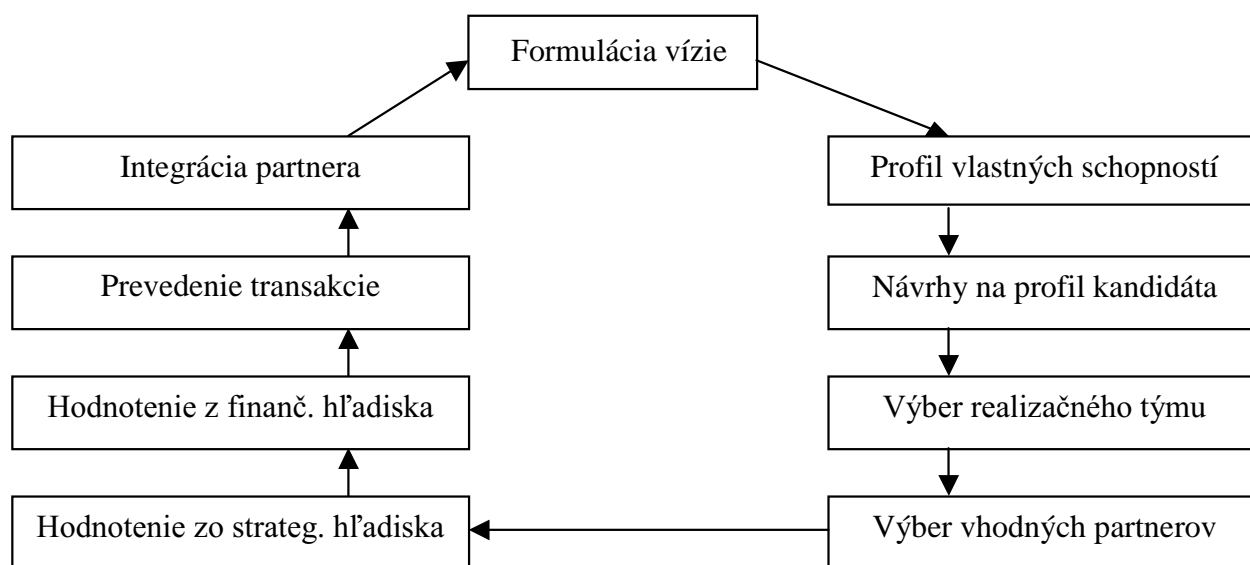 Formulácia vízie
Integrácia partnera
Profil vlastných schopností
Prevedenie transakcie
Návrhy na profil kandidáta
Hodnotenie z finanč. hľadiska
Výber realizačného týmu
Hodnotenie zo strateg. hľadiska
Výber vhodných partnerov